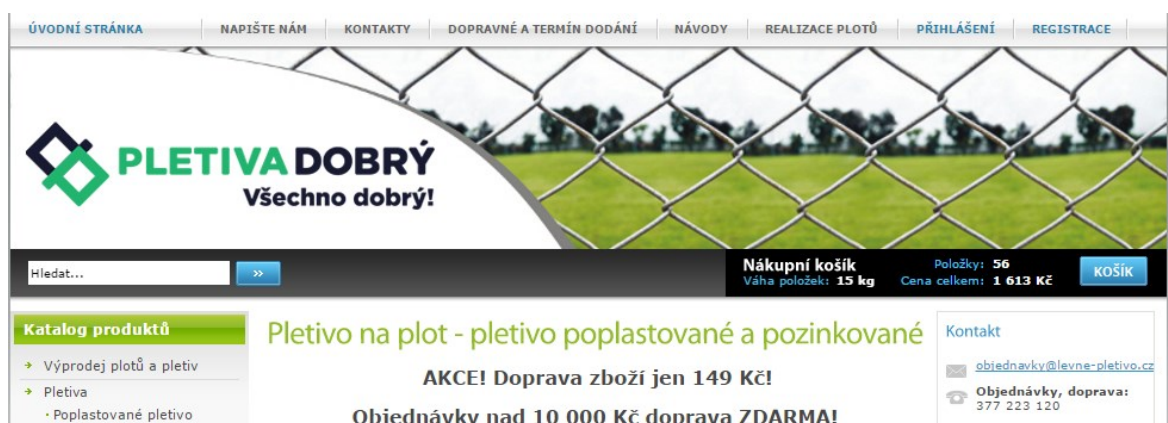 ÚVODNÍ STRÁNKA NAPIŠTE NÁM KONTAKTY DOPRAVNÉ A TERMÍN DODÁNÍ NÁVODY REALIZACE PLOTŮ PŘIHLÁŠENÍ REGISTRACE
PLETIVA DOBRÝ
Všechno dobrý!
Hledat... »
Nákupní košík
Váha položek: 15 kg
Položky: 56
Cena celkem: 1 613 Kč
KOŠÍK
Katalog produktů
Výprodej plotů a pletiv
Pletiva
Poplastované pletivo
Pletivo na plot - pletivo poplastované a pozinkované
AKCE! Doprava zboží jen 149 Kč!
Objednávky nad 10 000 Kč doprava ZDARMA!
Kontakt
objednavky@levne-pletivo.cz
Objednávky, doprava:
377 223 120